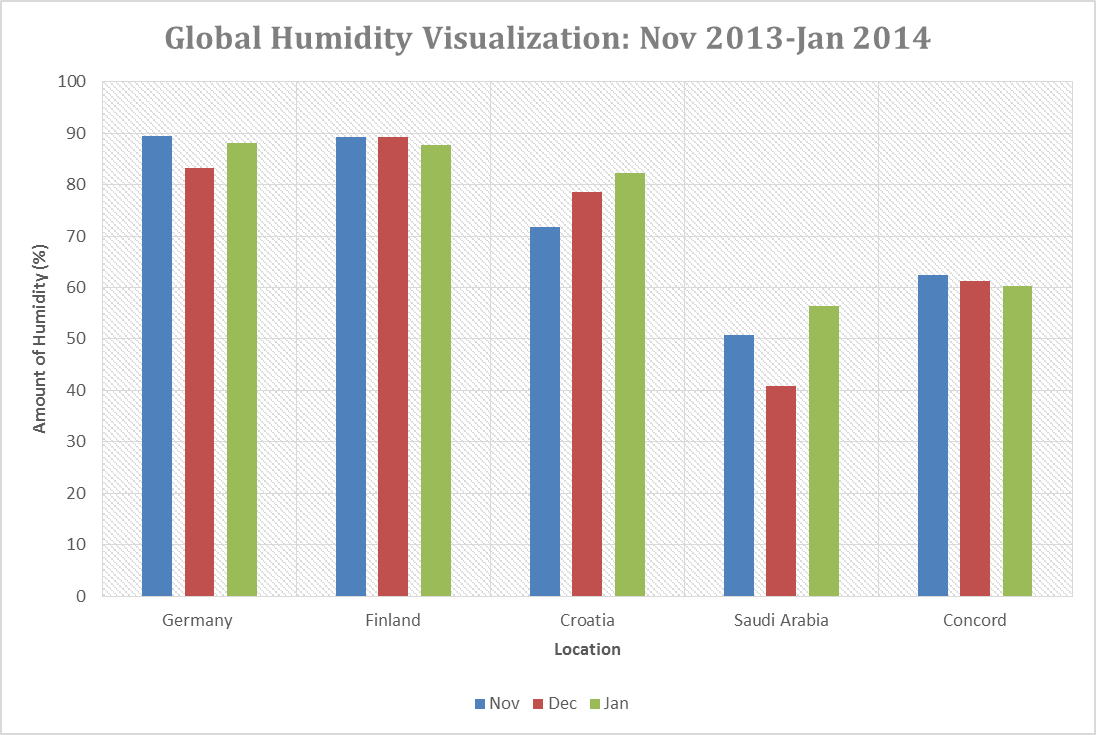 Global Humidity Visualization: Nov 2013-Jan 2014
100
90
80
70
60
50
40
30
20
10
0
Amount of Humidity (%)
Germany Finland Croatia Saudi Arabia Concord
Location
Nov Dec Jan